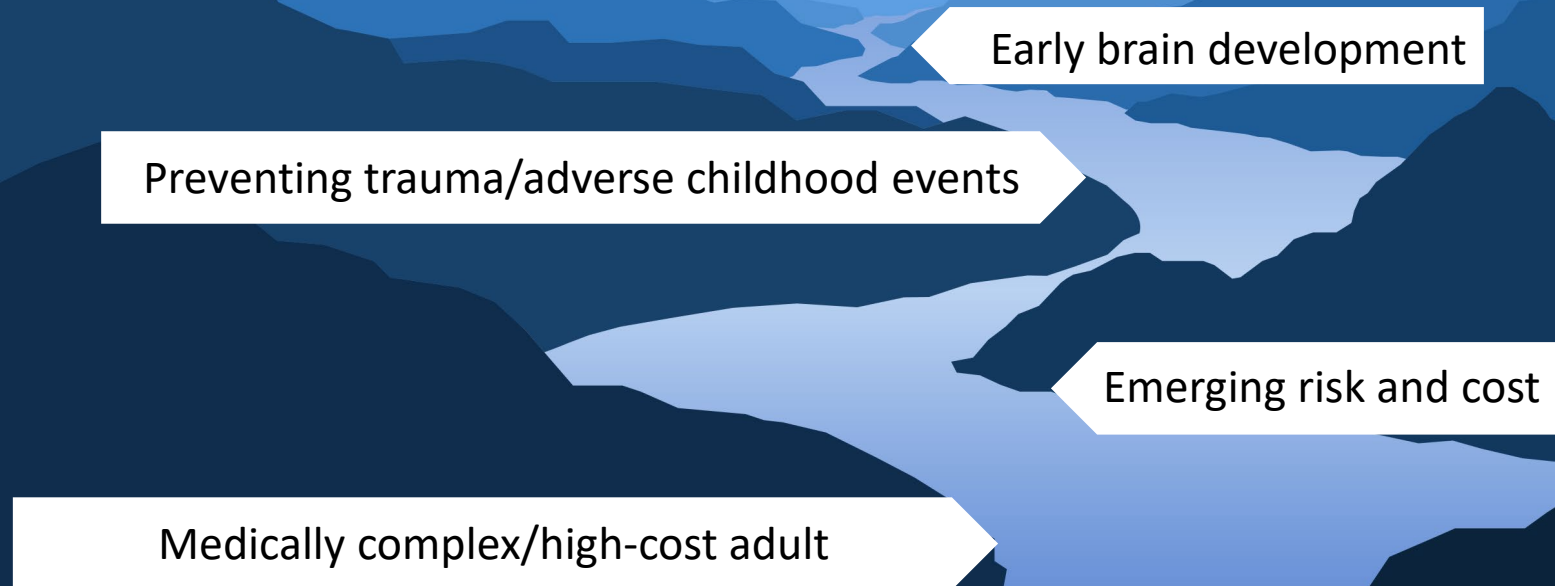 Early brain development
Preventing trauma/adverse childhood events
Emerging risk and cost
Medically complex/high-cost adult